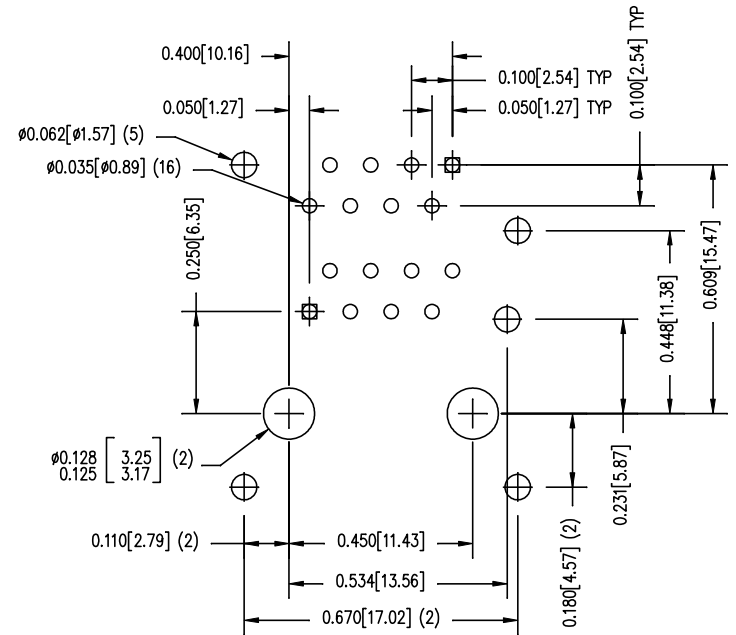 0.400[10.16]
0.100[2.54] TYP
0.100[2.54] TYP
0.050[1.27]
0.050[1.27] TYP
ø0.062[ø1.57] (5)
ø0.035[ø0.89] (16)
0.250[6.35]
0.609[15.47]
0.448[11.38]
ø0.128 [ 3.25 ] (2)
0.125 [ 3.17 ]
0.231[5.87]
0.110[2.79] (2)
0.450[11.43]
0.180[4.57] (2)
0.534[13.56]
0.670[17.02] (2)